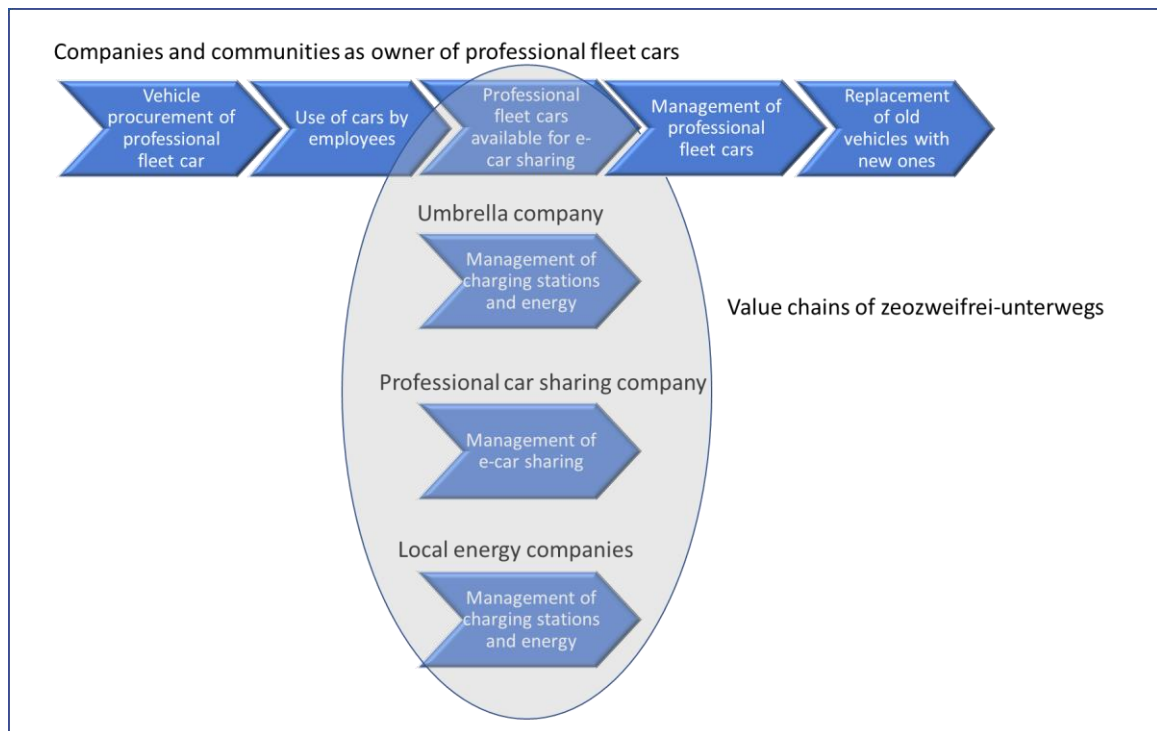 Companies and communities as owner of professional fleet cars
Vehicle
procurement of
professional
fleet car
Use of cars by
employees
Professional
fleet cars
available for e-
car sharing
Management of
professional
fleet cars
Replacement
of old
vehicles with
new ones
Umbrella company
Management of
charging stations
and energy
Value chains of zeozweifrei-unterwegs
Professional car sharing company
Management of
e-car sharing
Local energy companies
Management of
charging stations
and energy